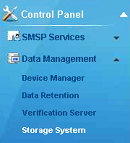 Control Panel
SMSP Services
Data Management
Device Manager
Data Retention
Verification Server
Storage System